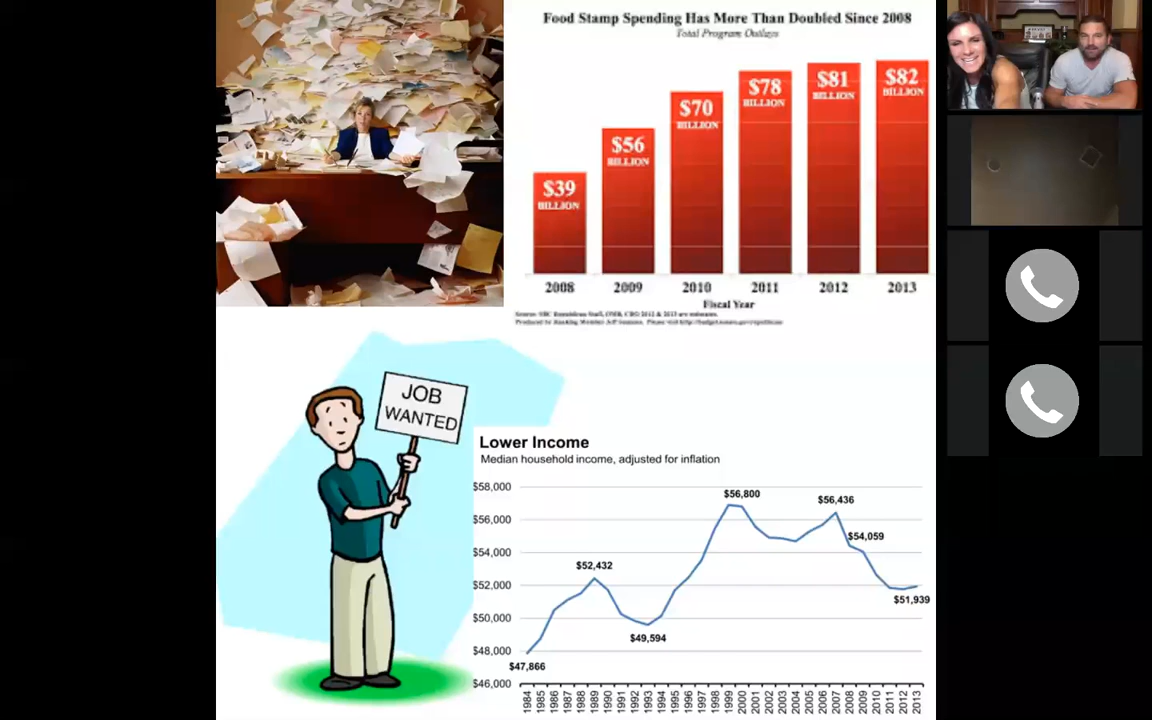 Food Stamp Spending Has More Than Doubled Since 2008
Total Program Outlays
$39
BILLION
$56
BILLION
$70
BILLION
$78
BILLION
$81
BILLION
$82
BILLION
2008 2009 2010 2011 2012 2013
Fiscal Year
JOB
WANTED
Lower Income
Median household income, adjusted for inflation
$58,000
$56,000
$54,000
$52,000
$50,000
$48,000
$46,000
$47,866
$52,432
$49,594
$56,800
$56,436
$54,059
$51,939
1984 1985 1986 1987 1988 1989 1990 1991 1992 1993 1994 1995 1996 1997 1998 1999 2000 2001 2002 2003 2004 2005 2006 2007 2008 2009 2010 2011 2012 2013